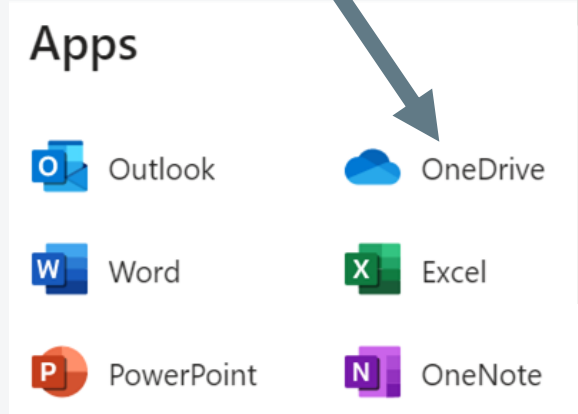 Apps
O Outlook
OneDrive
W Word
X Excel
P PowerPoint
N OneNote